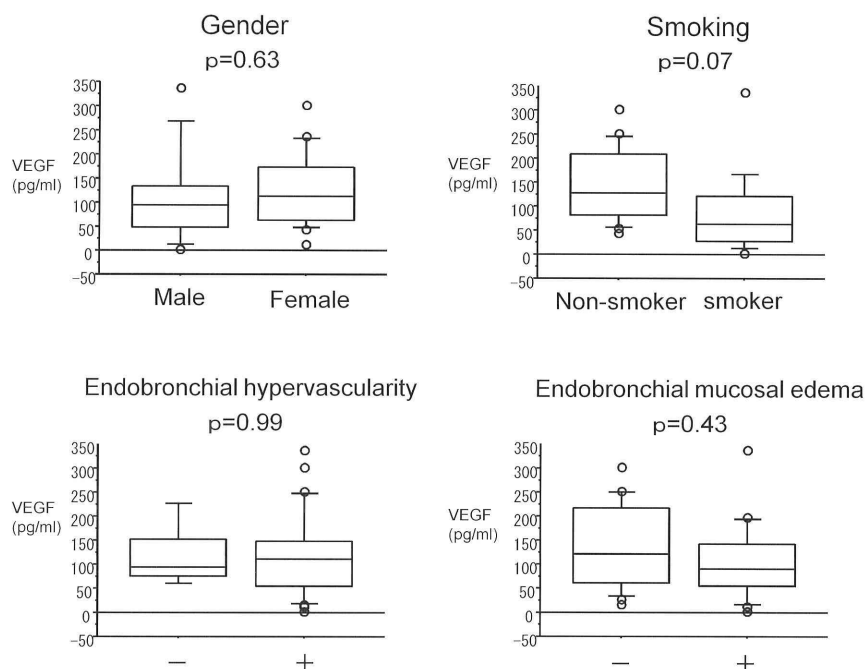 Gender
p=0.63
350
300
250
200
150
100
50
0
−50
VEGF
(pg/ml)
Male Female
Smoking
p=0.07
350
300
250
200
150
100
50
0
−50
VEGF
(pg/ml)
Non-smoker smoker
Endobronchial hypervascularity
p=0.99
350
300
250
200
150
100
50
0
−50
VEGF
(pg/ml)
− +
Endobronchial mucosal edema
p=0.43
350
300
250
200
150
100
50
0
−50
VEGF
(pg/ml)
− +